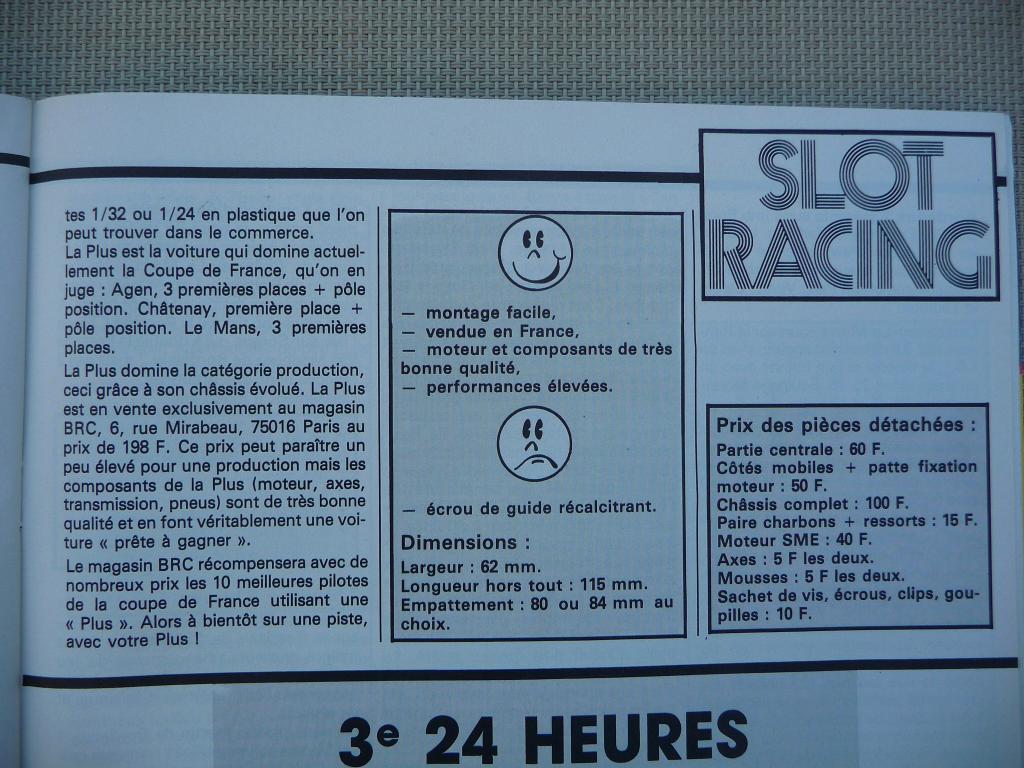 SLOT
RACING
tes 1/32 ou 1/24 en plastique que l'on
peut trouver dans le commerce.
La Plus est la voiture qui domine actuel-
lement la Coupe de France, qu'on en
juge : Agen, 3 premières places + pôle
position. Châtenay, première place +
pôle position. Le Mans, 3 premières
places.
La Plus domine la catégorie production,
ceci grâce à son châssis évolué. La Plus
est en vente exclusivement au magasin
BRC, 6, rue Mirabeau, 75016 Paris au
prix de 198 F. Ce prix peut paraître un
peu élevé pour une production mais les
composants de la Plus (moteur, axes,
transmission, pneus) sont de très bonne
qualité et en font véritablement une voi-
ture « prête à gagner ».
Le magasin BRC récompensera avec de
nombreux prix les 10 meilleures pilotes
de la coupe de France utilisant une
« Plus ». Alors à bientôt sur une piste,
avec votre Plus !
— montage facile,
— vendue en France,
— moteur et composants de très
bonne qualité,
— performances élevées.
— écrou de guide récalcitrant.
Dimensions :
Largeur : 62 mm.
Longueur hors tout : 115 mm.
Empattement : 80 ou 84 mm au
choix.
Prix des pièces détachées :
Partie centrale : 60 F.
Côtés mobiles + patte fixation
moteur : 50 F.
Châssis complet : 100 F.
Paire charbons + ressorts : 15 F.
Moteur SME : 40 F.
Axes : 5 F les deux.
Mousses : 5 F les deux.
Sachet de vis, écrous, clips, gou-
pilles : 10 F.
3e 24 HEURES